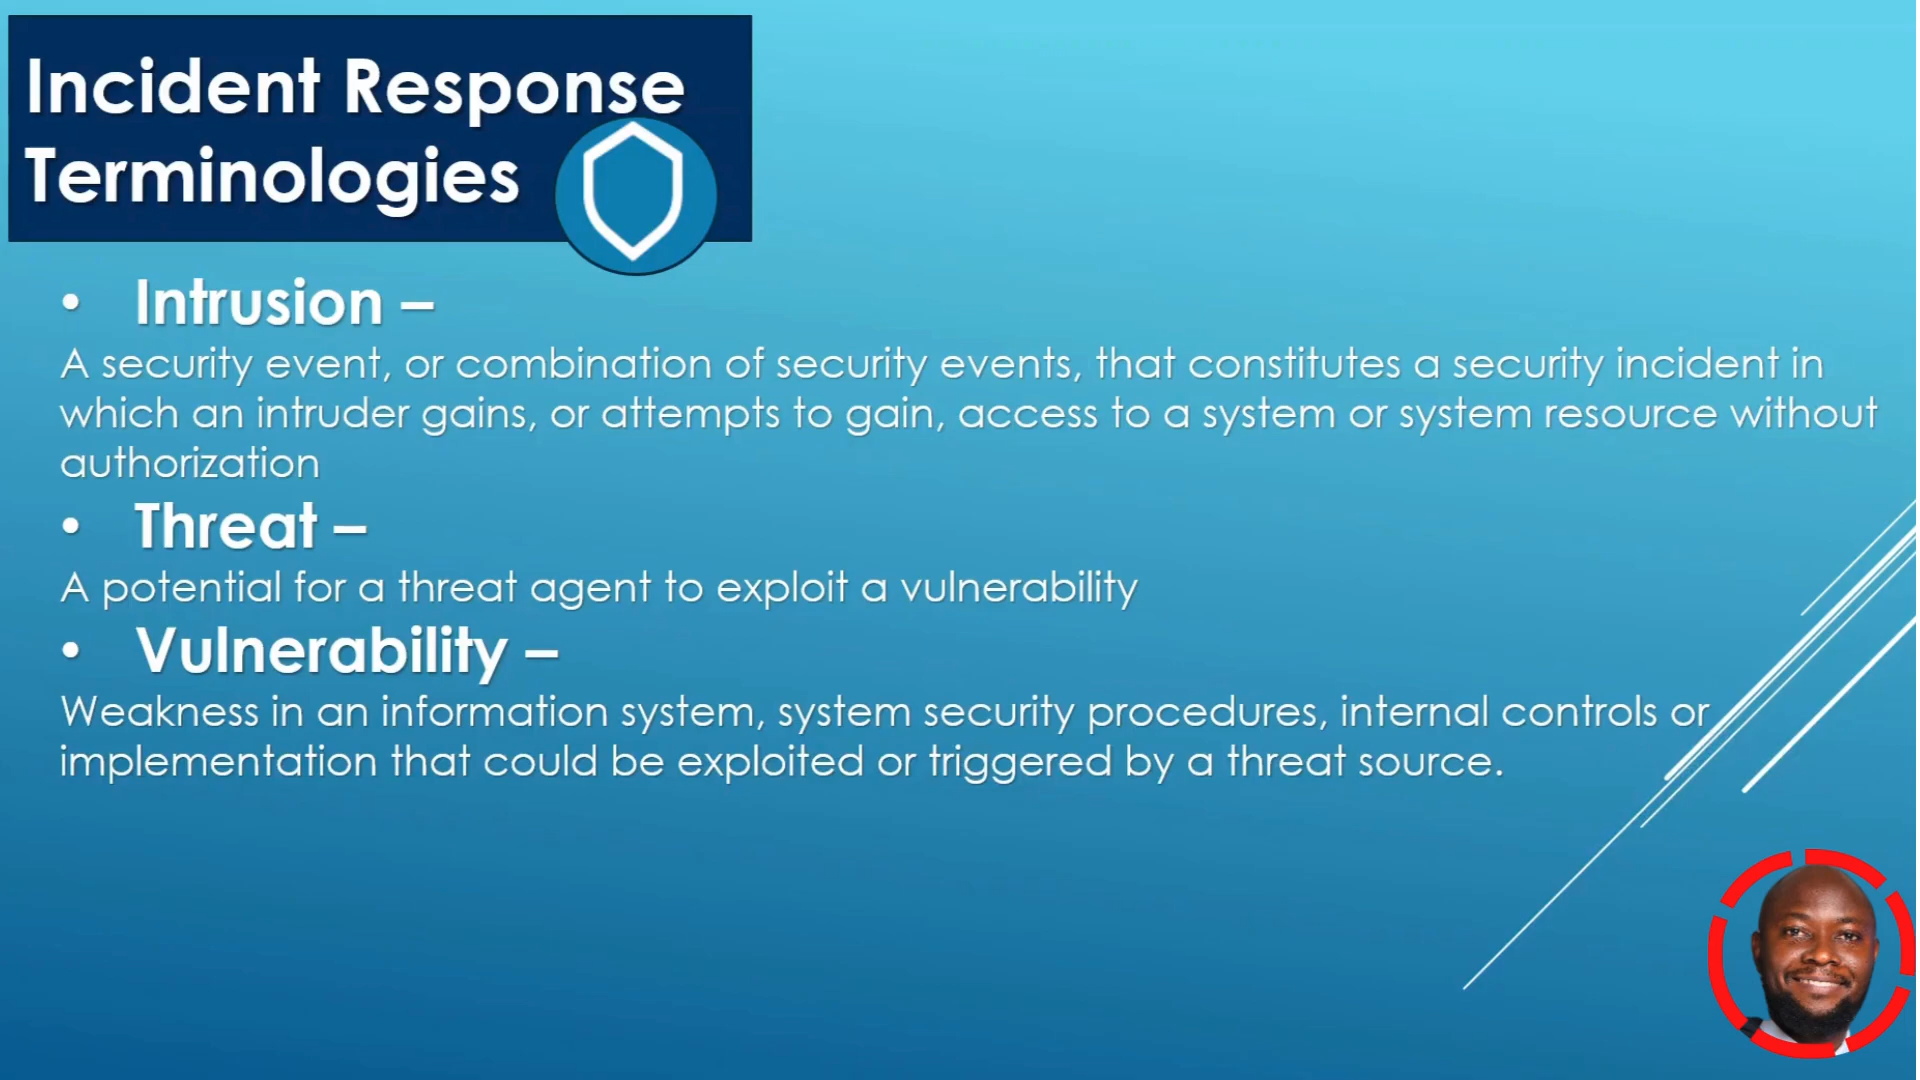 Incident Response
Terminologies
• Intrusion –
A security event, or combination of security events, that constitutes a security incident in
which an intruder gains, or attempts to gain, access to a system or system resource without
authorization
• Threat –
A potential for a threat agent to exploit a vulnerability
• Vulnerability –
Weakness in an information system, system security procedures, internal controls or
implementation that could be exploited or triggered by a threat source.